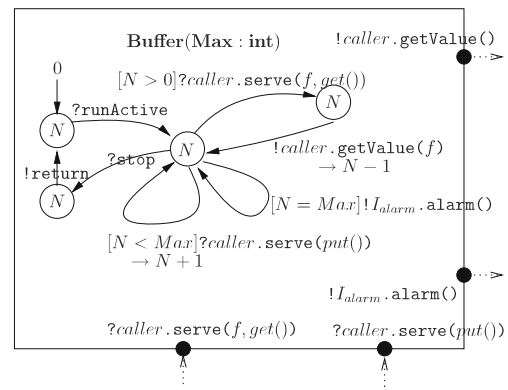 !caller.getValue()
Buffer(Max : int)
0
[N > 0]?caller.serve(f,get())
N
?runActive
N
N
?stop
!caller.getValue(f)
→ N − 1
!return
N
[N = Max]!I_alarm.alarm()
[N < Max]?caller.serve(put())
→ N + 1
!I_alarm.alarm()
?caller.serve(f,get())
?caller.serve(put())